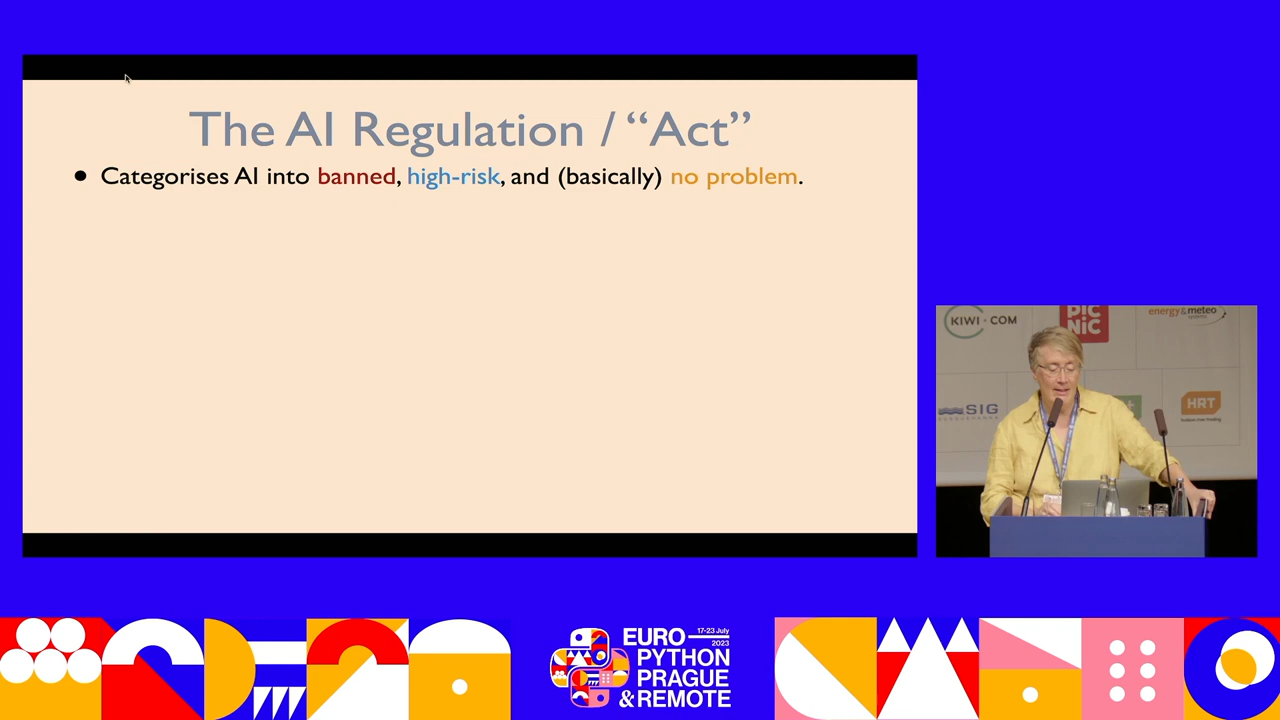 The AI Regulation / “Act”
• Categorises AI into banned, high-risk, and (basically) no problem.
KIWI.COM
PiC
NiC
energy&meteo
systems
SIG
HRT
EURO
17-23 July
2023
PYTHON
PRAGUE
&REMOTE